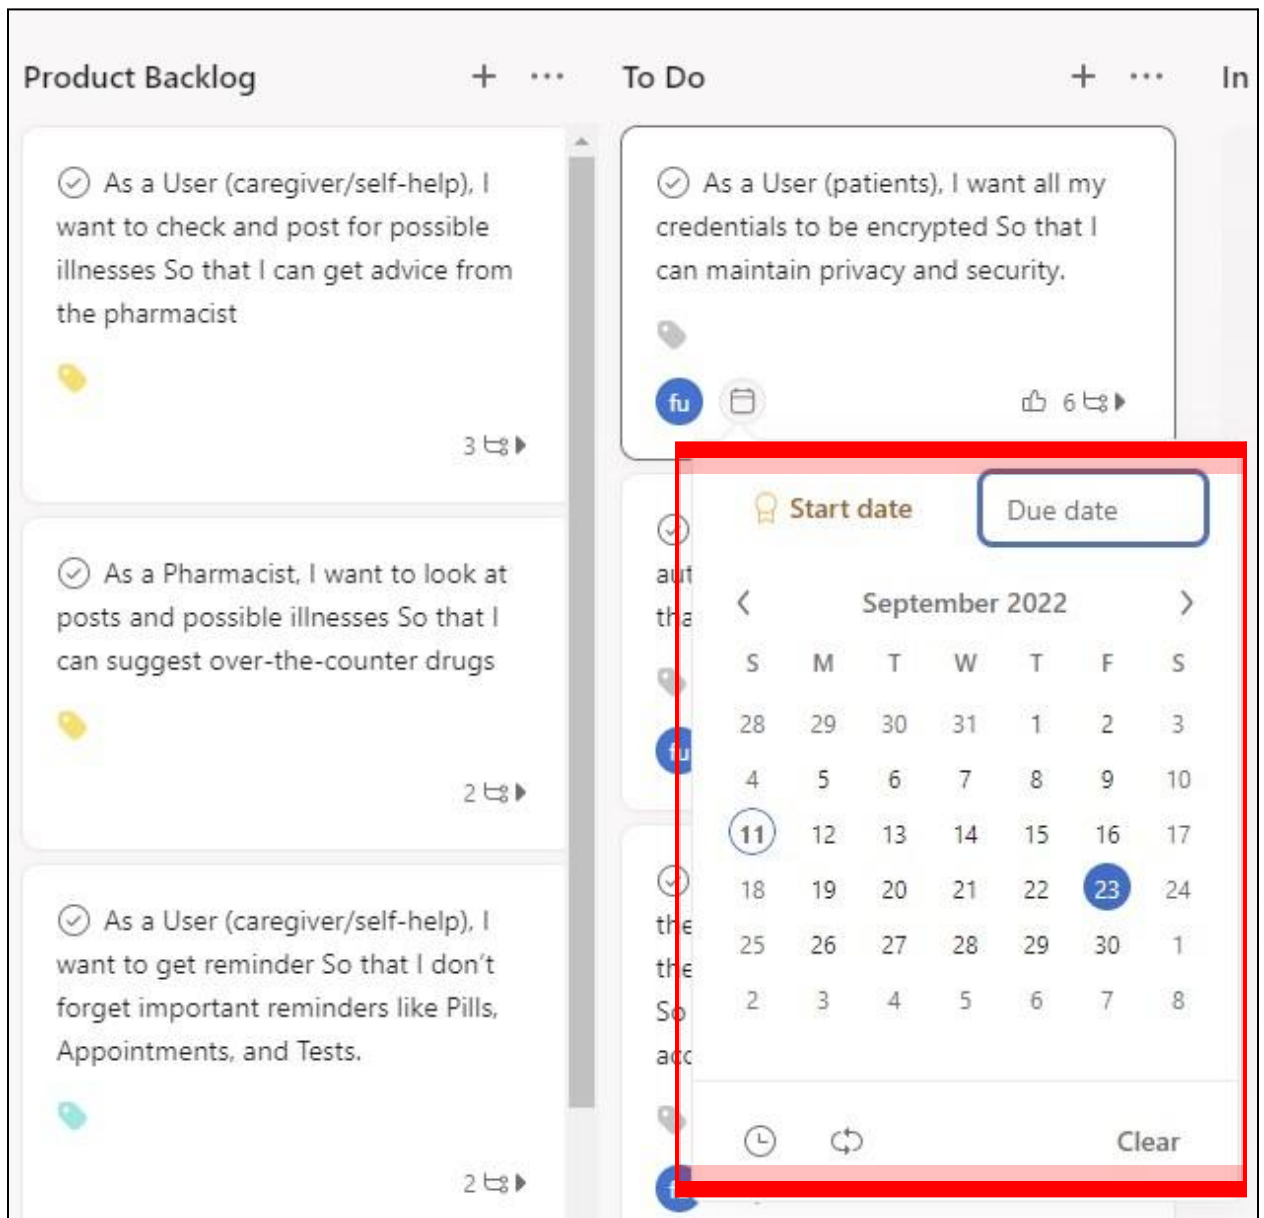 Product Backlog
As a User (caregiver/self-help), I
want to check and post for possible
illnesses So that I can get advice from
the pharmacist
3
As a Pharmacist, I want to look at
posts and possible illnesses So that I
can suggest over-the-counter drugs
2
As a User (caregiver/self-help), I
want to get reminder So that I don't
forget important reminders like Pills,
Appointments, and Tests.
2
To Do
As a User (patients), I want all my
credentials to be encrypted So that I
can maintain privacy and security.
fu
6
aut
tha
fu
the
the
So
acc
Start date Due date
September 2022
S M T W T F S
28 29 30 31 1 2 3
4 5 6 7 8 9 10
11 12 13 14 15 16 17
18 19 20 21 22 23 24
25 26 27 28 29 30 1
2 3 4 5 6 7 8
Clear
In